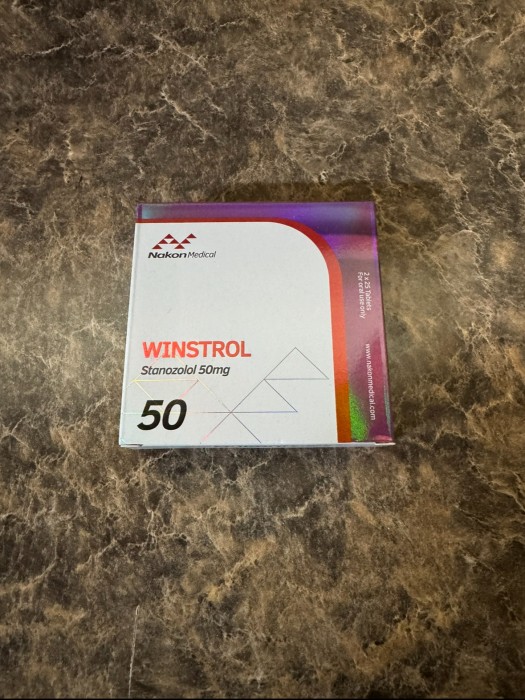 Nakon Medical
WINSTROL
Stanozolol 50mg
50
2 x 25 Tablets
For oral use only
www.nakonmedical.com